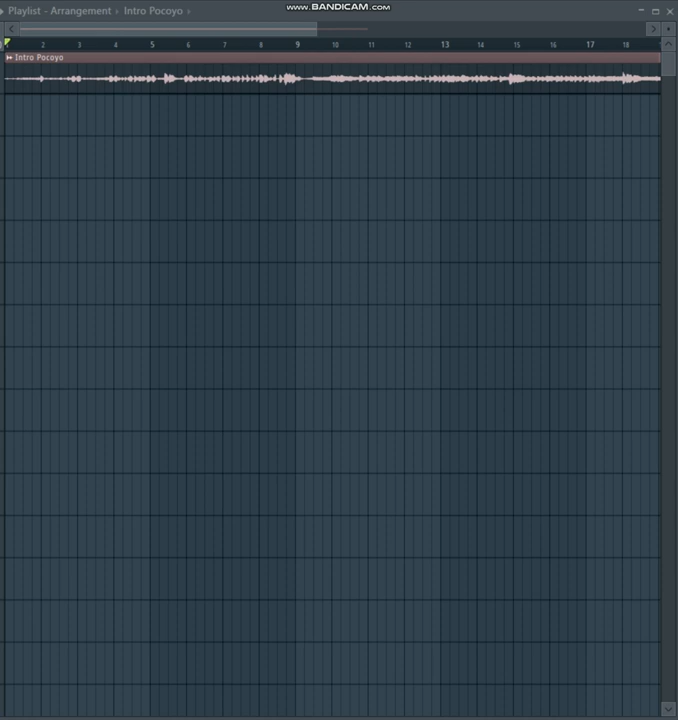 www.BANDICAM.com
Playlist - Arrangement › Intro Pocoyo ›
1 2 3 4 5 6 7 8 9 10 11 12 13 14 15 16 17 18
Intro Pocoyo